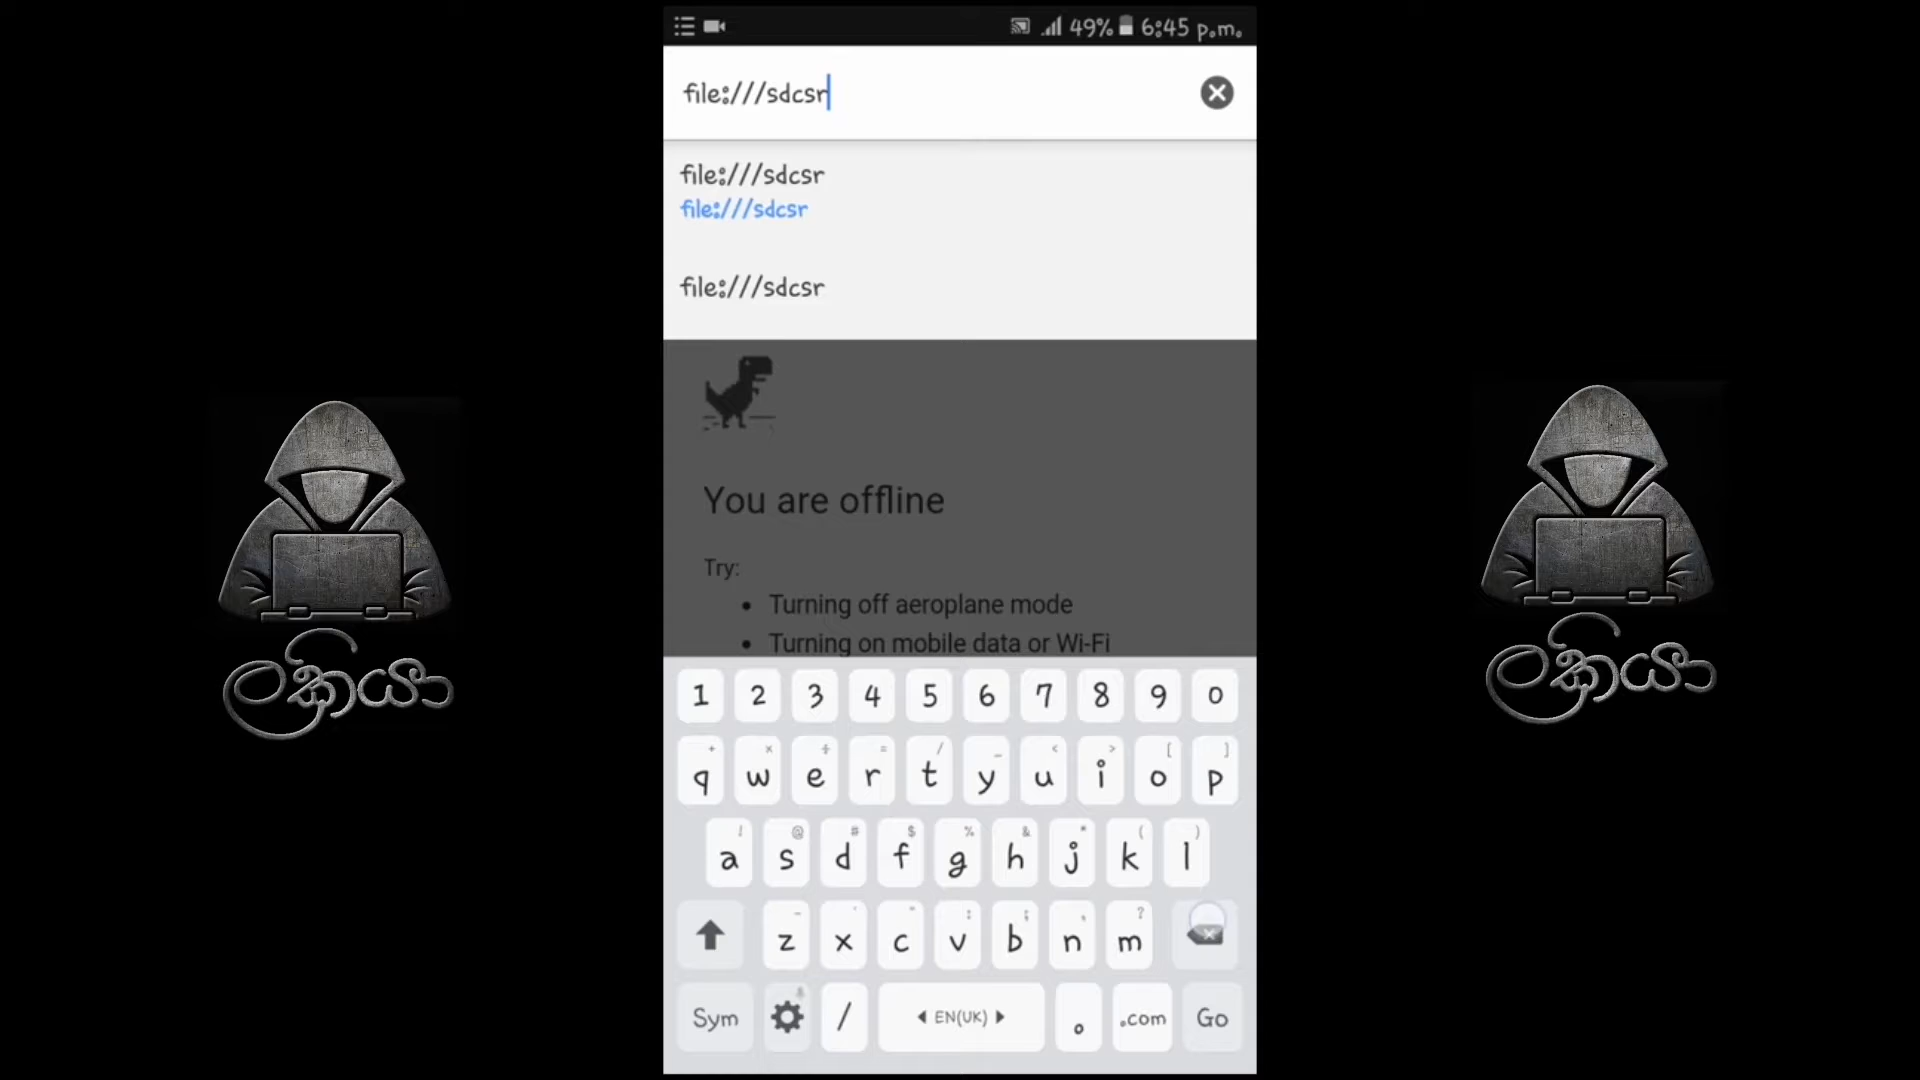 49% 6:45 p.m.
file:///sdcsr
file:///sdcsr
file:///sdcsr
file:///sdcsr
You are offline
Try:
• Turning off aeroplane mode
• Turning on mobile data or Wi-Fi
1 2 3 4 5 6 7 8 9 0
q w e r t y u i o p
a s d f g h j k l
z x c v b n m
Sym / EN(UK) . .com Go